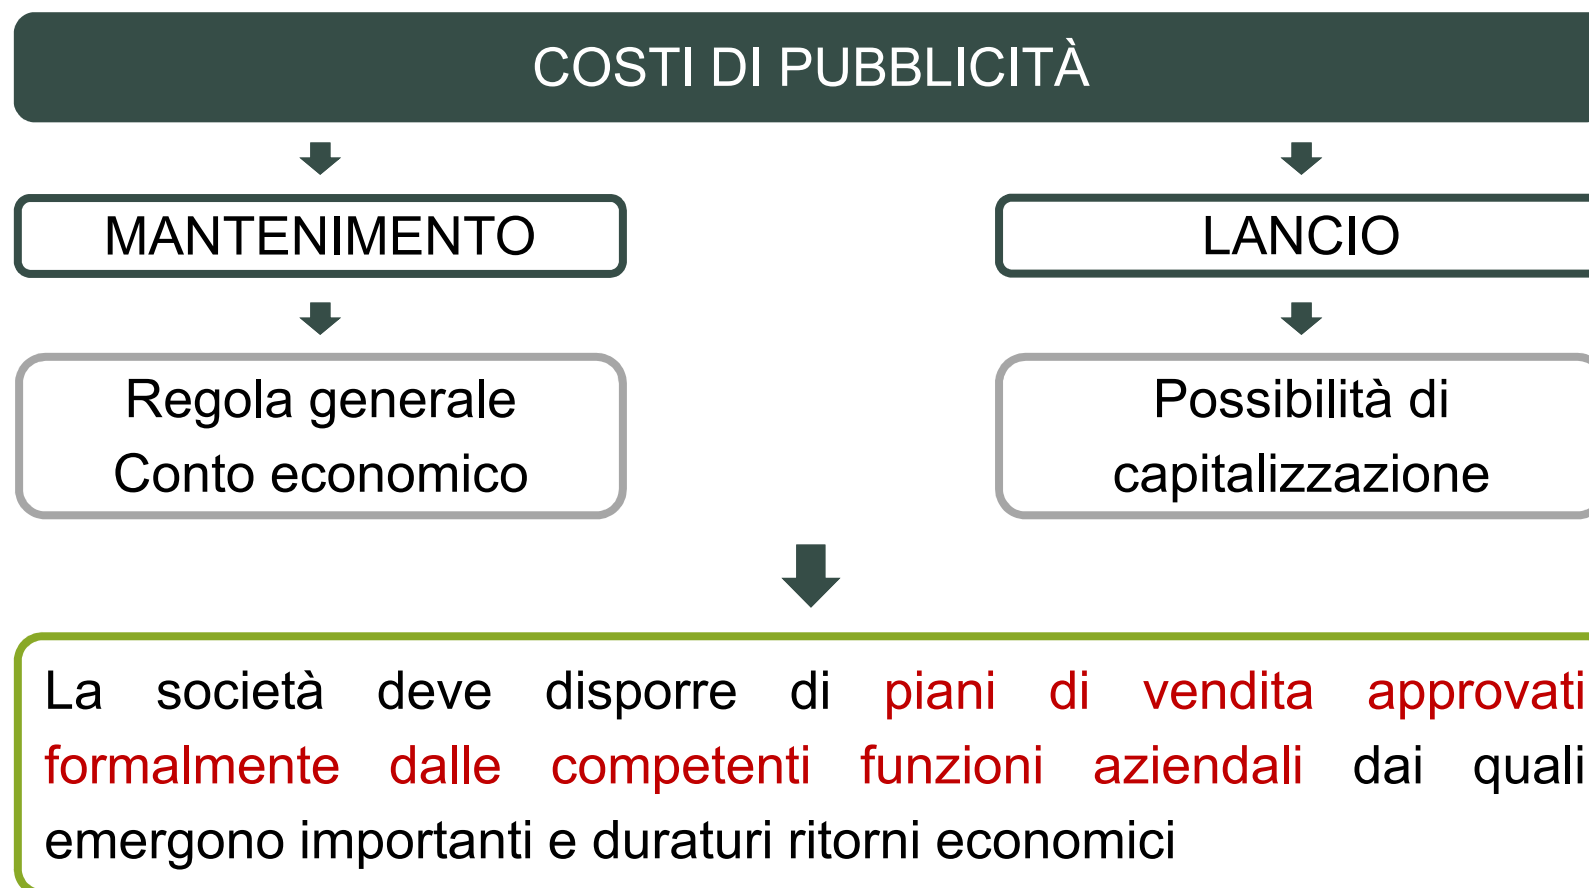 COSTI DI PUBBLICITÀ
MANTENIMENTO
LANCIO
Regola generale
Conto economico
Possibilità di
capitalizzazione
La società deve disporre di piani di vendita approvati
formalmente dalle competenti funzioni aziendali dai quali
emergono importanti e duraturi ritorni economici